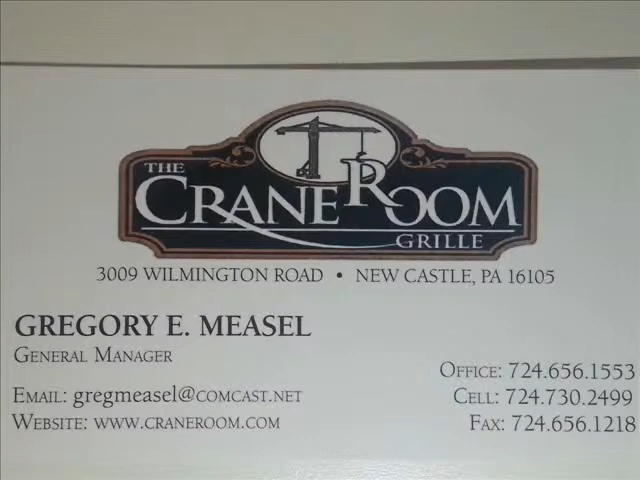 THE
CRANE ROOM
GRILLE
3009 WILMINGTON ROAD • NEW CASTLE, PA 16105
GREGORY E. MEASEL
GENERAL MANAGER
EMAIL: gregmeasel@COMCAST.NET
WEBSITE: WWW.CRANEROOM.COM
OFFICE: 724.656.1553
CELL: 724.730.2499
FAX: 724.656.1218